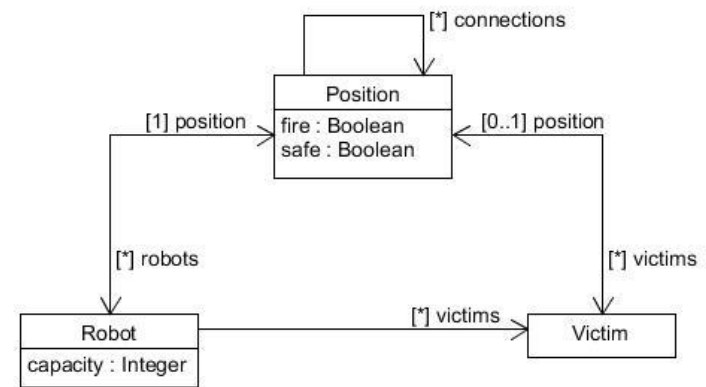 [*] connections
Position
[1] position
fire : Boolean
[0..1] position
safe : Boolean
[*] robots
[*] victims
[*] victims
Robot
Victim
capacity : Integer